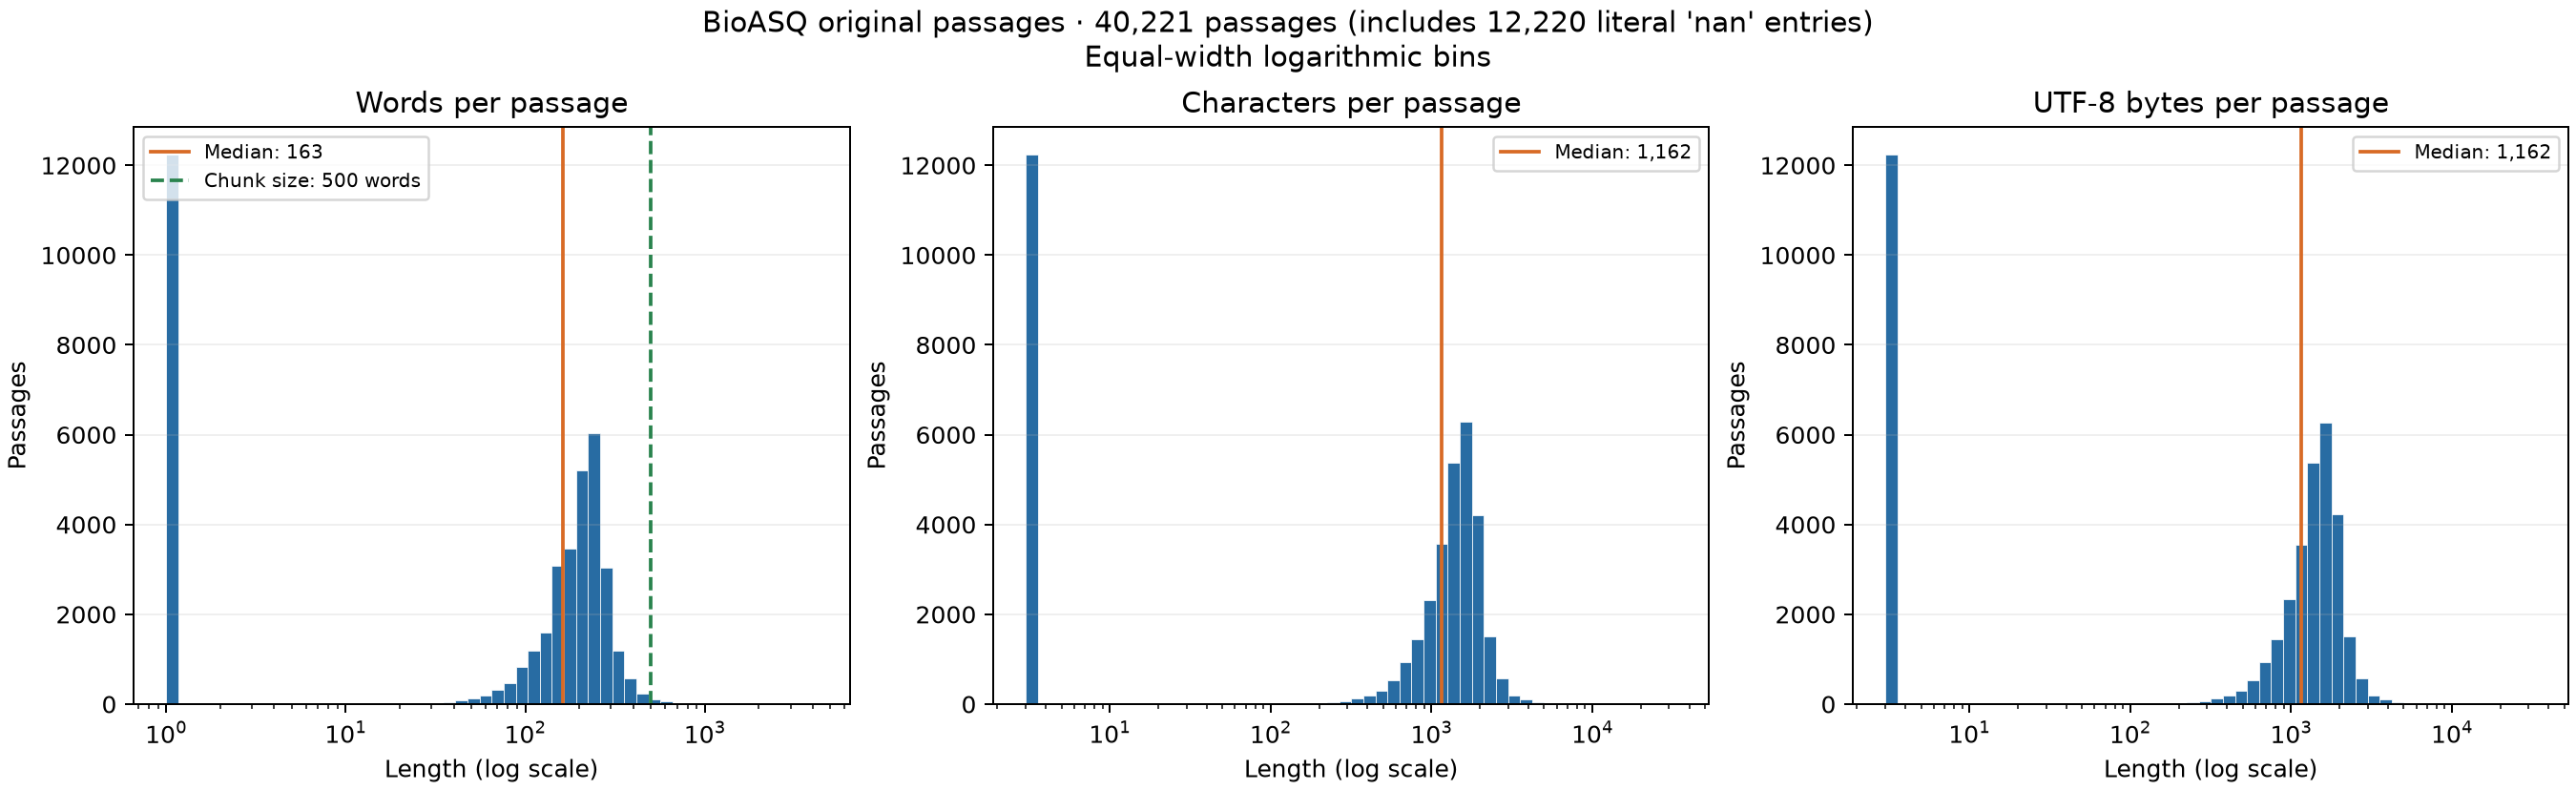 BioASQ original passages · 40,221 passages (includes 12,220 literal 'nan' entries)
Equal-width logarithmic bins
Words per passage
Median: 163
Chunk size: 500 words
12000
10000
8000
6000
4000
2000
0
Passages
10⁰
10¹
10²
10³
Length (log scale)
Characters per passage
Median: 1,162
12000
10000
8000
6000
4000
2000
0
Passages
10¹
10²
10³
10⁴
Length (log scale)
UTF-8 bytes per passage
Median: 1,162
12000
10000
8000
6000
4000
2000
0
Passages
10¹
10²
10³
10⁴
Length (log scale)